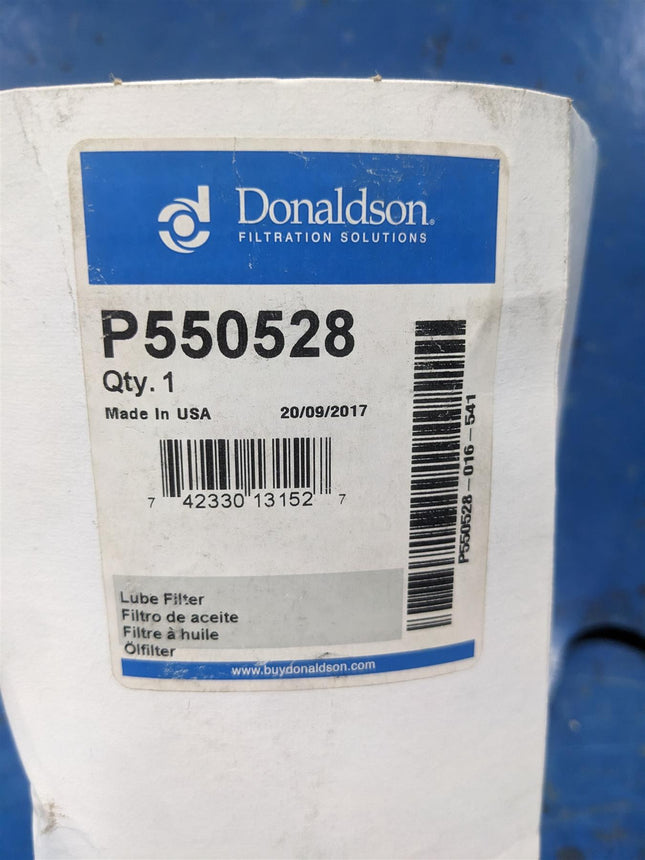 Donaldson®
FILTRATION SOLUTIONS
P550528
Qty. 1
Made In USA 20/09/2017
7 42330 13152 7
P550528-016-541
Lube Filter
Filtro de aceite
Filtre à huile
Ölfilter
www.buydonaldson.com